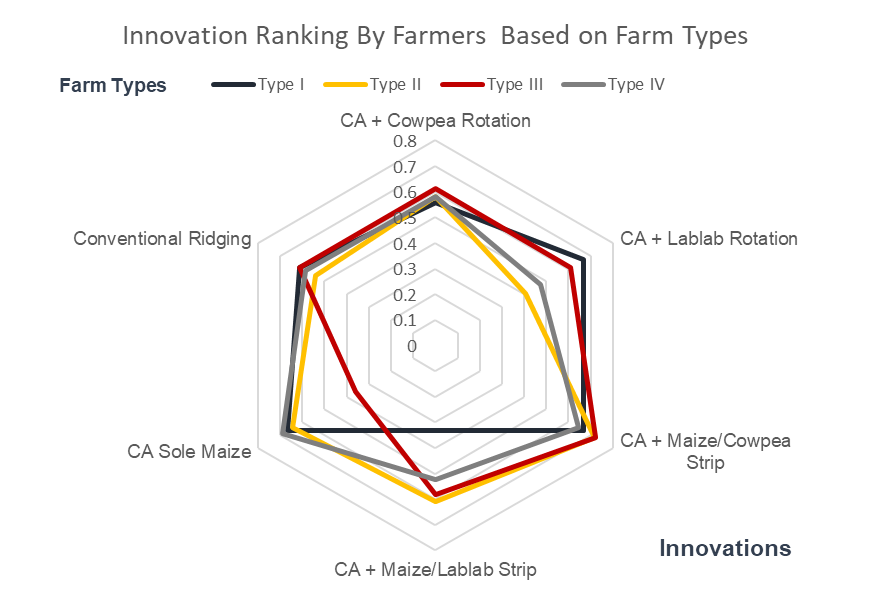 Innovation Ranking By Farmers  Based on Farm Types
Farm Types
Type I
Type II
Type III
Type IV
CA + Cowpea Rotation
0.8
0.7
0.6
0.5
0.4
0.3
0.2
0.1
0
Conventional Ridging
CA + Lablab Rotation
CA Sole Maize
CA + Maize/Cowpea
Strip
CA + Maize/Lablab Strip
Innovations